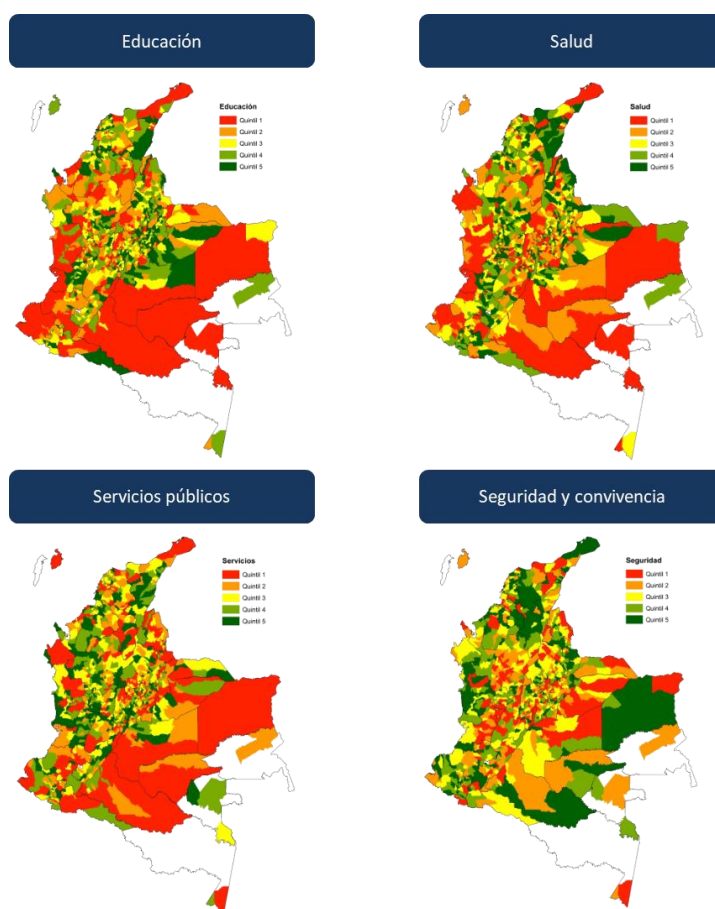 Educación
Salud
Educación
Quintil 1
Quintil 2
Quintil 3
Quintil 4
Quintil 5
Salud
Quintil 1
Quintil 2
Quintil 3
Quintil 4
Quintil 5
Servicios públicos
Seguridad y convivencia
Servicios
Quintil 1
Quintil 2
Quintil 3
Quintil 4
Quintil 5
Seguridad
Quintil 1
Quintil 2
Quintil 3
Quintil 4
Quintil 5